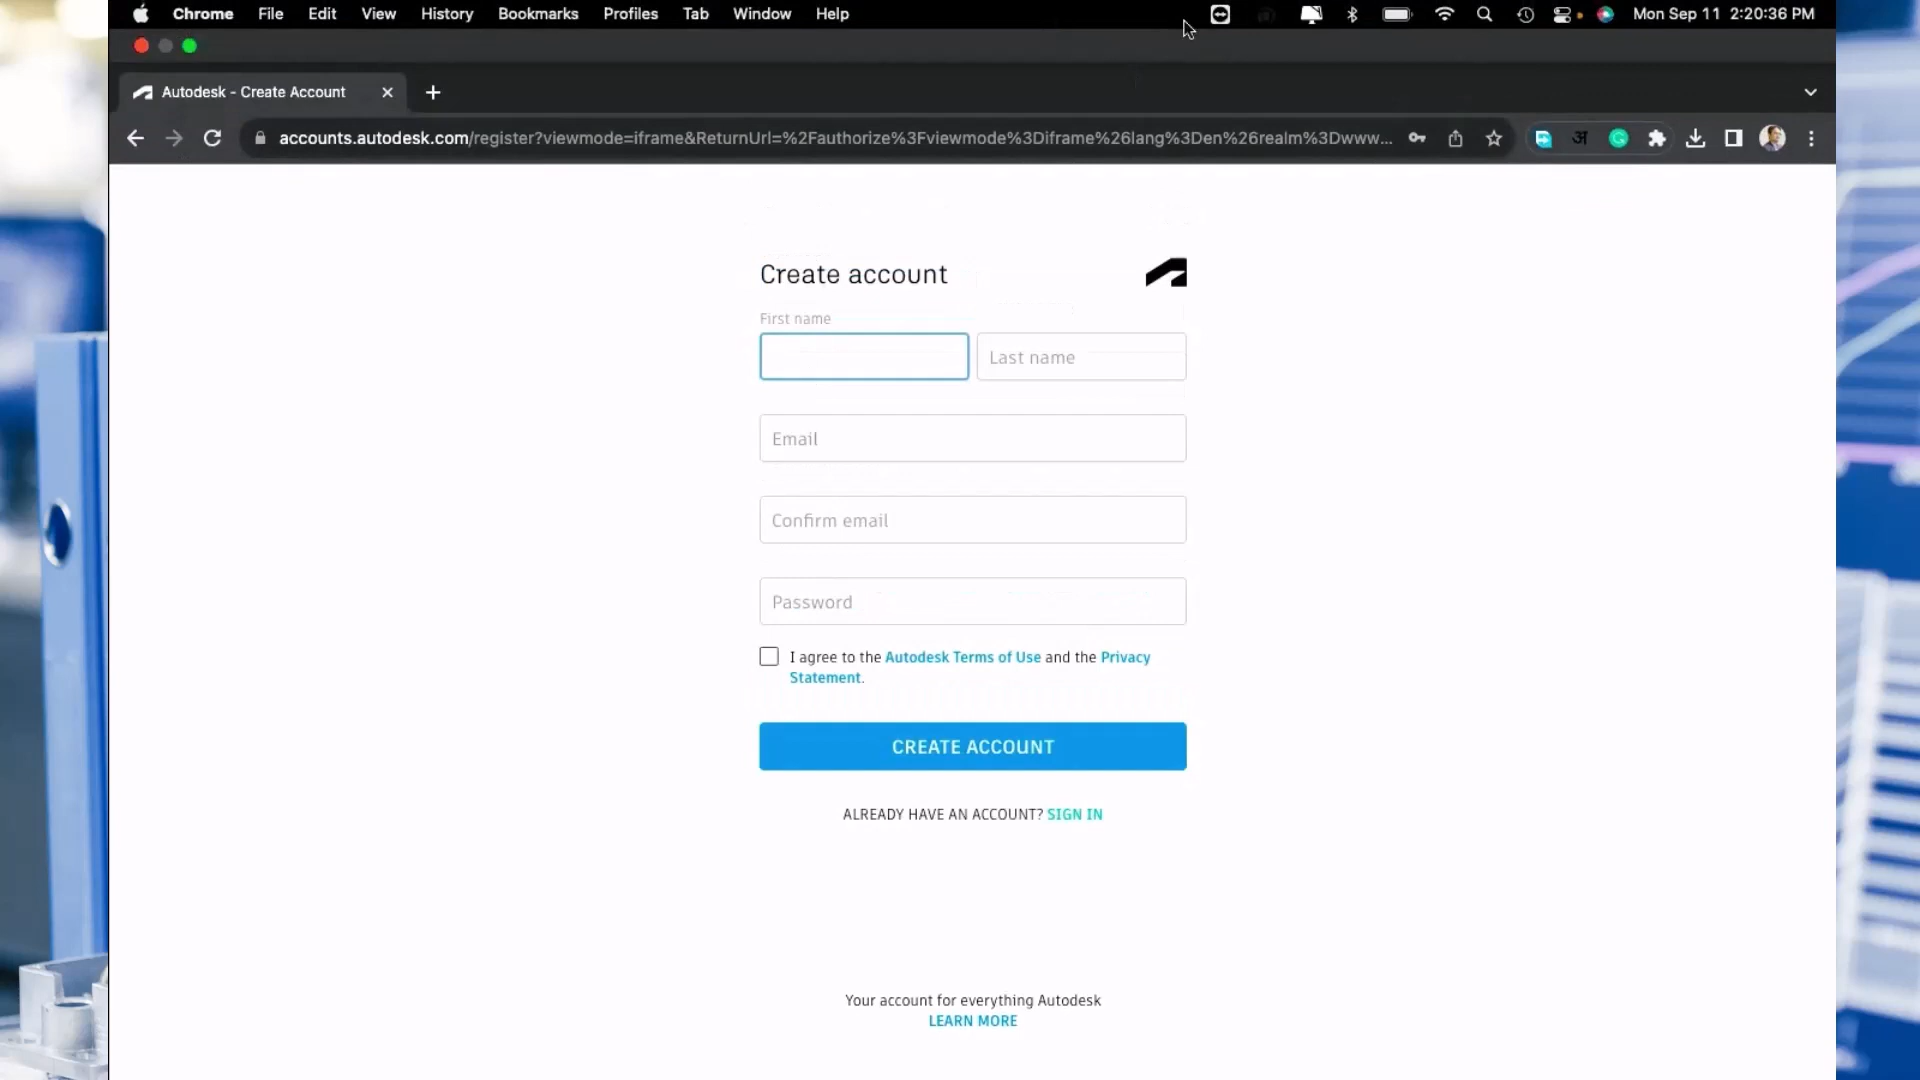 Chrome File Edit View History Bookmarks Profiles Tab Window Help Mon Sep 11 2:20:36 PM
Autodesk - Create Account
accounts.autodesk.com/register?viewmode=iframe&ReturnUrl=%2Fauthorize%3Fviewmode%3Diframe%26lang%3Den%26realm%3Dwww... अ
Create account
First name
Last name
Email
Confirm email
Password
I agree to the Autodesk Terms of Use and the Privacy
Statement.
CREATE ACCOUNT
ALREADY HAVE AN ACCOUNT? SIGN IN
Your account for everything Autodesk
LEARN MORE